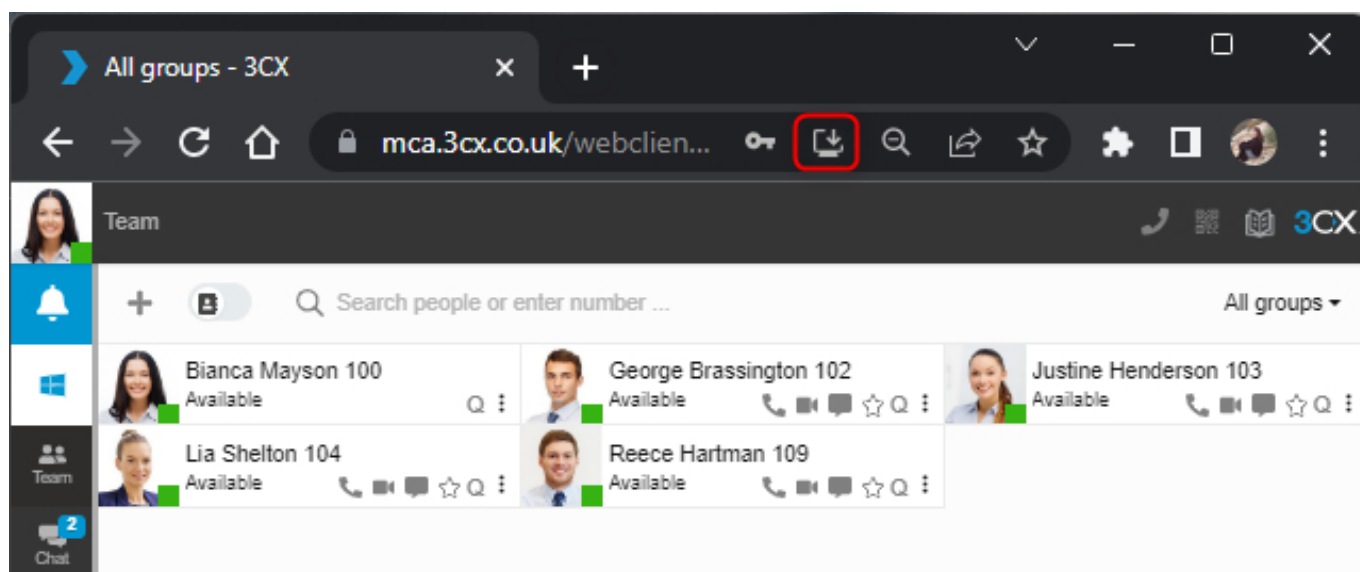 All groups - 3CX
mca.3cx.co.uk/webclien...
Team
3CX
Search people or enter number ...
All groups
Bianca Mayson 100
Available
Q
George Brassington 102
Available
Q
Justine Henderson 103
Available
Q
Lia Shelton 104
Available
Q
Reece Hartman 109
Available
Q
Team
2
Chat